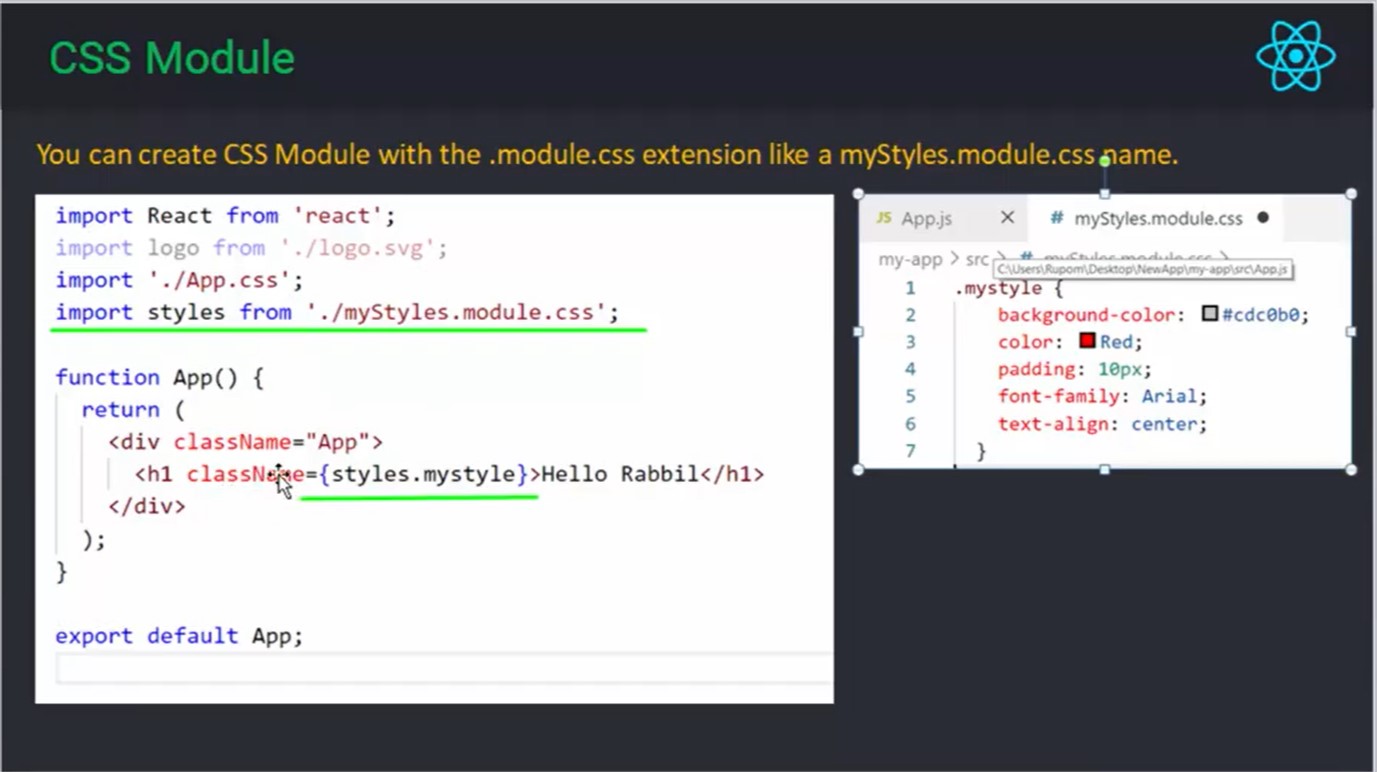 CSS Module
You can create CSS Module with the .module.css extension like a myStyles.module.css name.
import React from 'react';
import logo from './logo.svg';
import './App.css';
import styles from './myStyles.module.css';
function App() {
return (
<div className="App">
<h1 className={styles.mystyle}>Hello Rabbil</h1>
</div>
);
}
export default App;
JS App.js × # myStyles.module.css ●
my-app > src > # myStyles.module.css >
C:\Users\Rupom\Desktop\NewApp\my-app\src\App.js
1 .mystyle {
2 background-color: #cdc0b0;
3 color: Red;
4 padding: 10px;
5 font-family: Arial;
6 text-align: center;
7 }